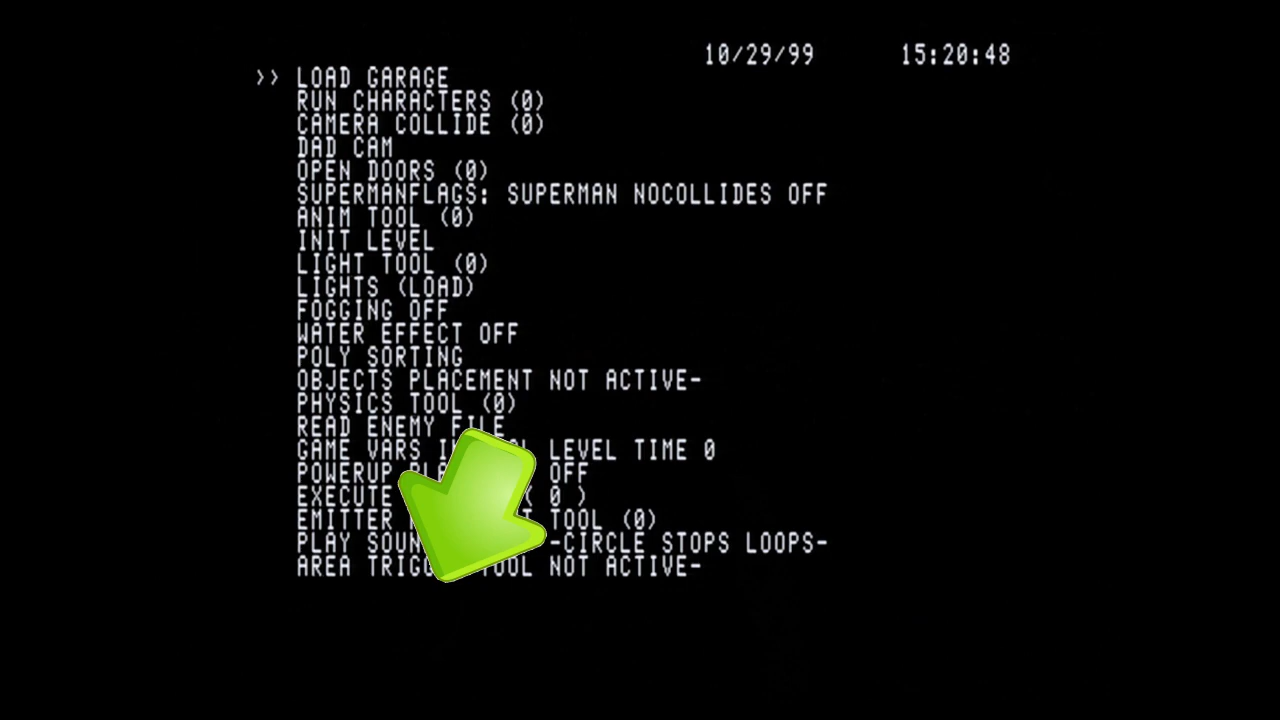 10/29/99 15:20:48
>> LOAD GARAGE
RUN CHARACTERS (0)
CAMERA COLLIDE (0)
DAD CAM
OPEN DOORS (0)
SUPERMANFLAGS: SUPERMAN NOCOLLIDES OFF
ANIM TOOL (0)
INIT LEVEL
LIGHT TOOL (0)
LIGHTS (LOAD)
FOGGING OFF
WATER EFFECT OFF
POLY SORTING
OBJECTS PLACEMENT NOT ACTIVE-
PHYSICS TOOL (0)
READ ENEMY FILE
GAME VARS LEVEL TIME 0
POWERUP OFF
EXECUTE ( 0 )
EMITTER TOOL (0)
PLAY -CIRCLE STOPS LOOPS-
AREA TOOL NOT ACTIVE-